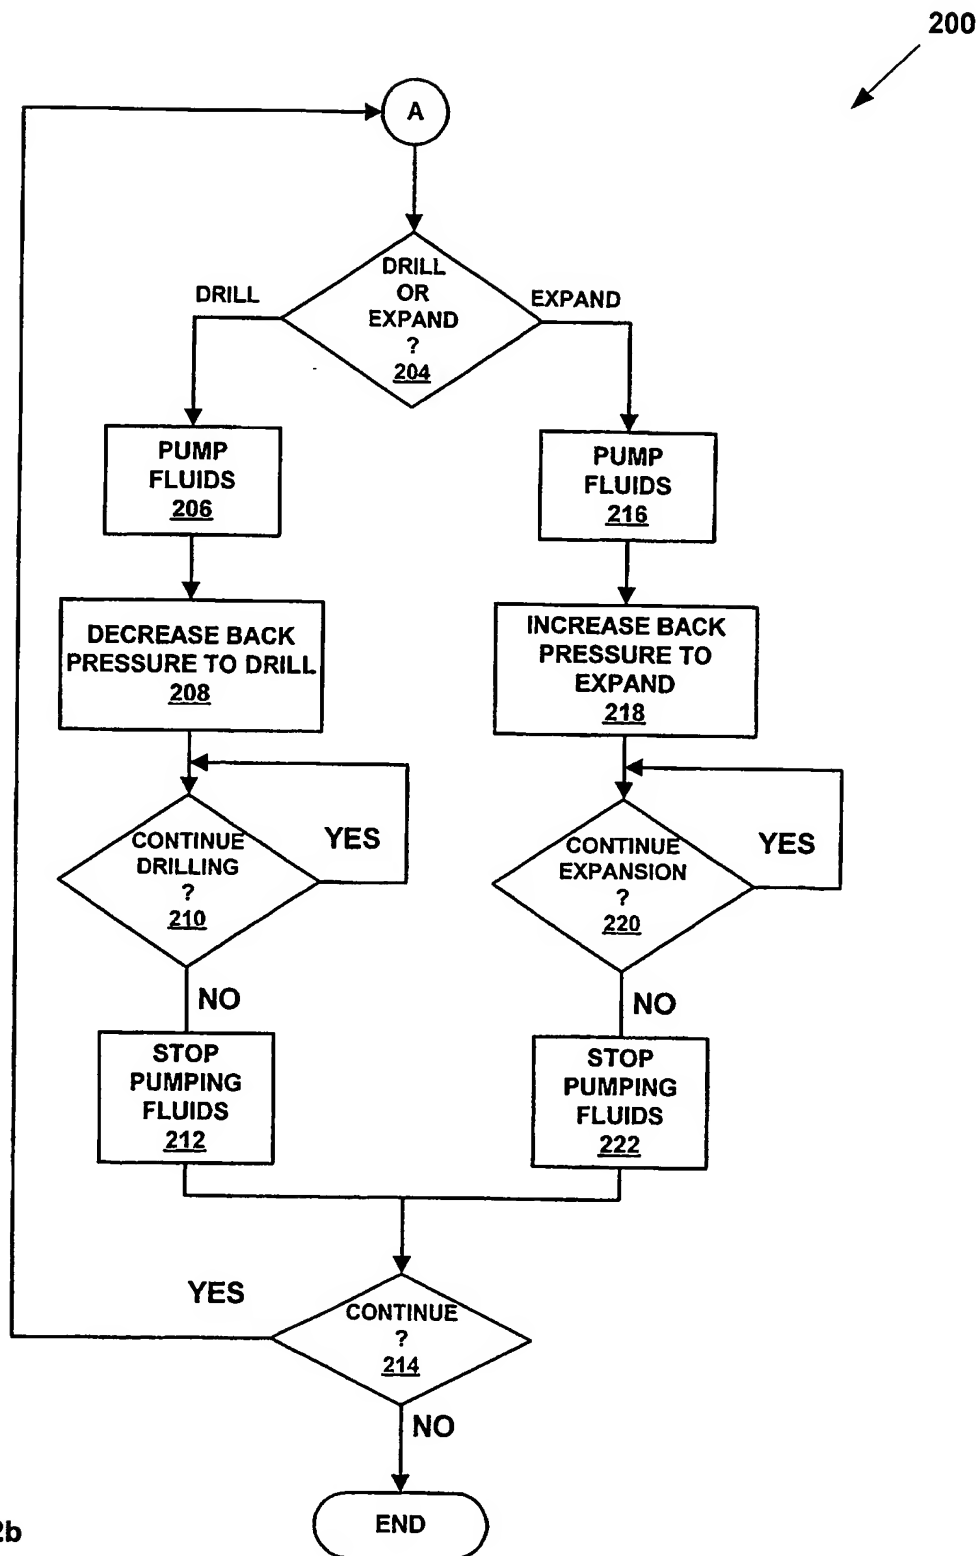 200
A
DRILL
OR
EXPAND
?
204
DRILL
EXPAND
PUMP
FLUIDS
206
PUMP
FLUIDS
216
DECREASE BACK
PRESSURE TO DRILL
208
INCREASE BACK
PRESSURE TO
EXPAND
218
CONTINUE
DRILLING
?
210
YES
CONTINUE
EXPANSION
?
220
YES
NO
NO
STOP
PUMPING
FLUIDS
212
STOP
PUMPING
FLUIDS
222
YES
CONTINUE
?
214
NO
END
2b